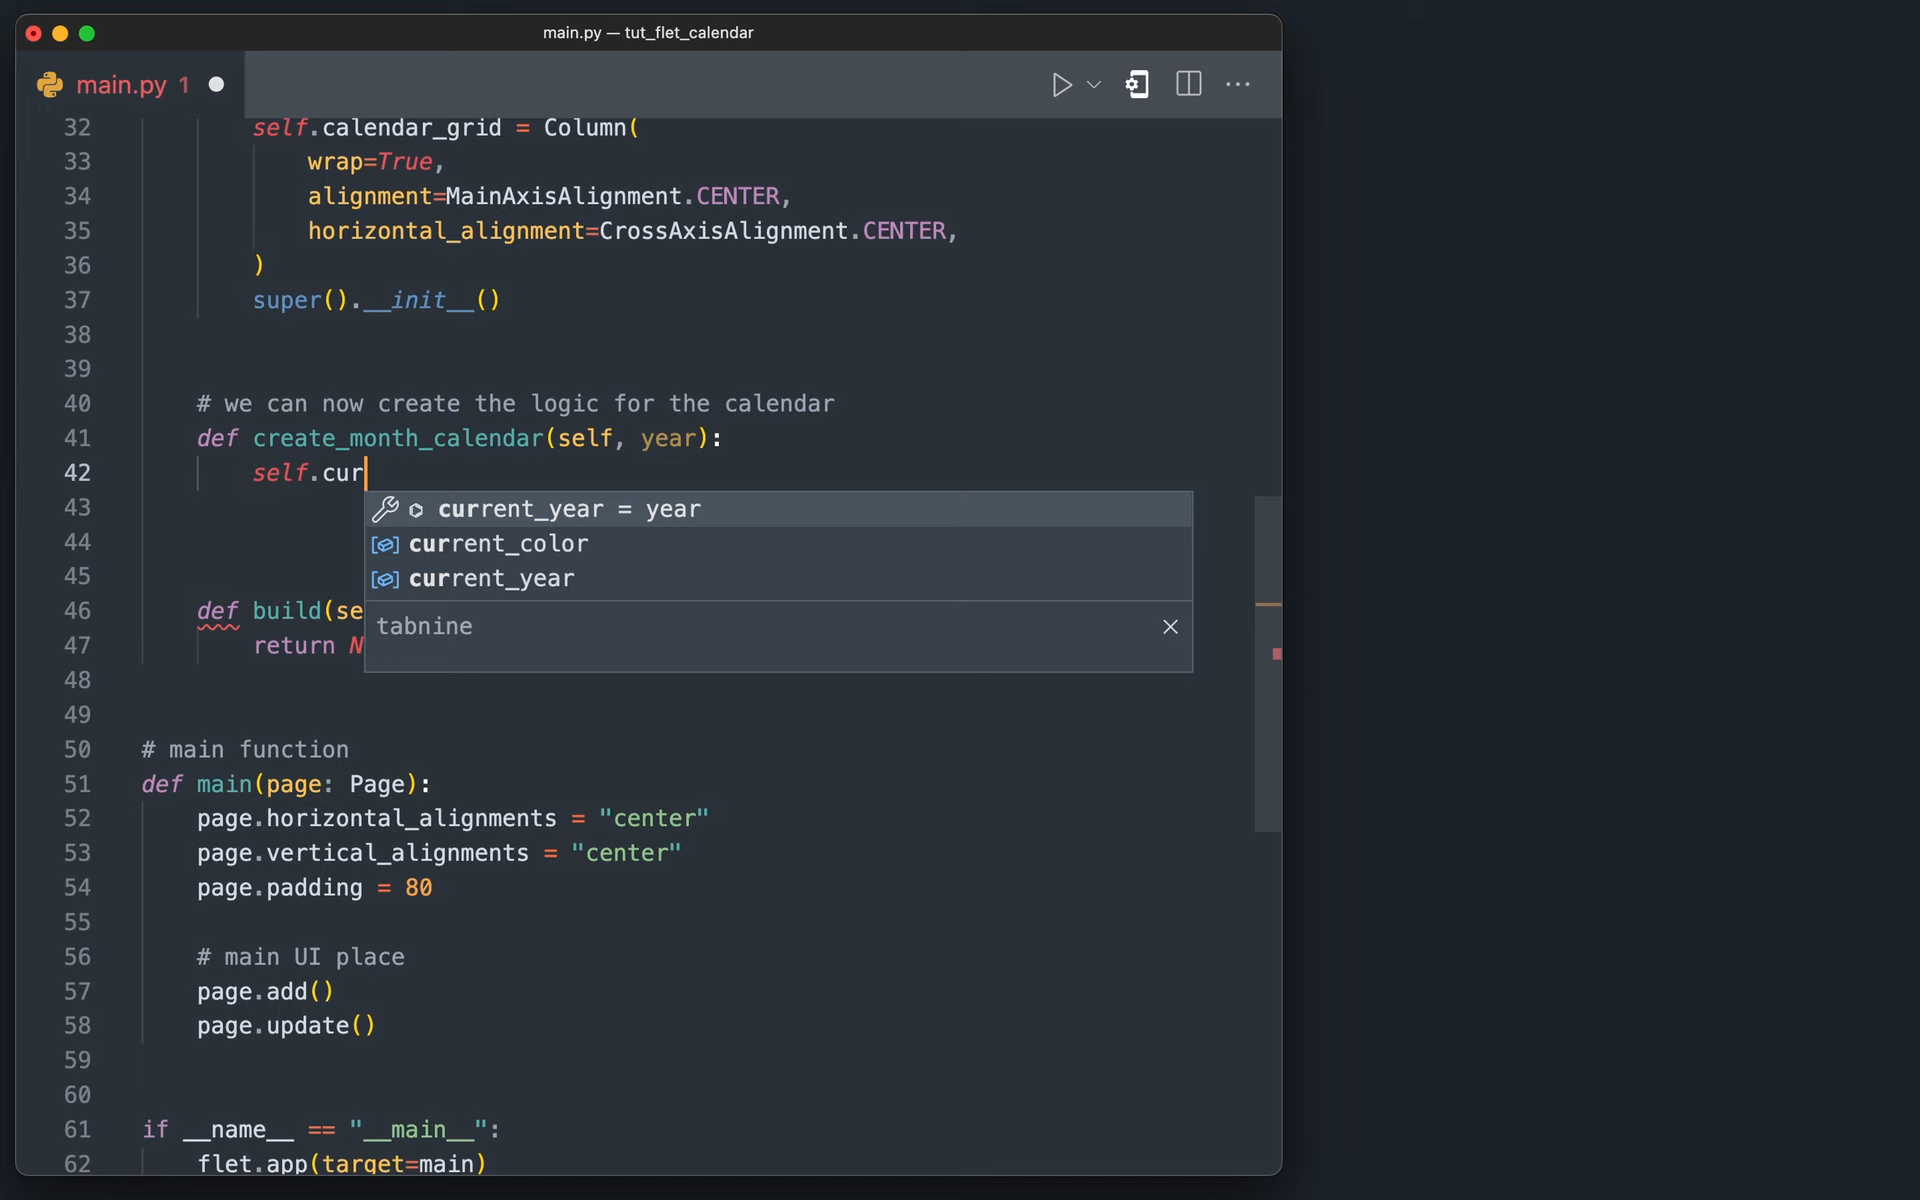 main.py — tut_flet_calendar
main.py 1
32 self.calendar_grid = Column(
33 wrap=True,
34 alignment=MainAxisAlignment.CENTER,
35 horizontal_alignment=CrossAxisAlignment.CENTER,
36 )
37 super().__init__()
38
39
40 # we can now create the logic for the calendar
41 def create_month_calendar(self, year):
42 self.cur
43 current_year = year
44 current_color
45 current_year
46 def build(se
tabnine
47 return N
48
49
50 # main function
51 def main(page: Page):
52 page.horizontal_alignments = "center"
53 page.vertical_alignments = "center"
54 page.padding = 80
55
56 # main UI place
57 page.add()
58 page.update()
59
60
61 if __name__ == "__main__":
62 flet.app(target=main)